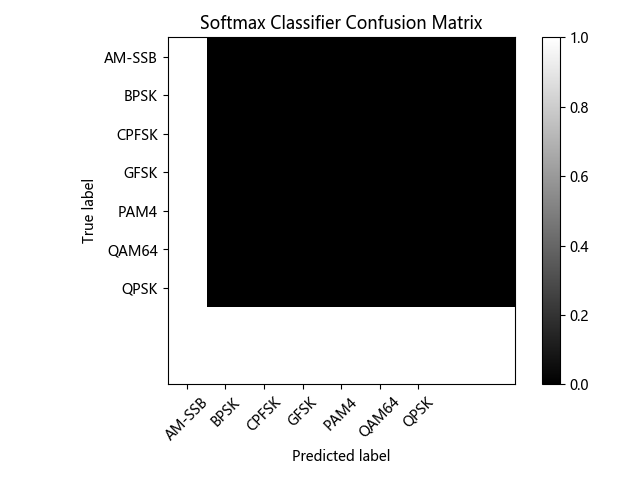 Softmax Classifier Confusion Matrix
True label
AM-SSB
BPSK
CPFSK
GFSK
PAM4
QAM64
QPSK
AM-SSB
BPSK
CPFSK
GFSK
PAM4
QAM64
QPSK
Predicted label
1.0
0.8
0.6
0.4
0.2
0.0